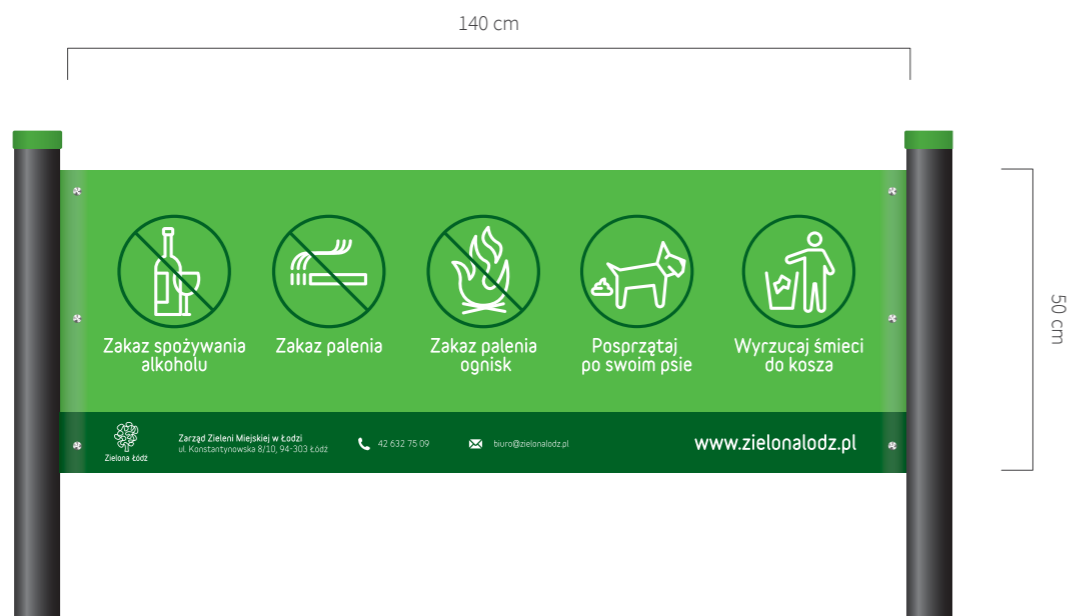 140 cm
50 cm
Zakaz spożywania
alkoholu
Zakaz palenia
Zakaz palenia
ognisk
Posprzątaj
po swoim psie
Wyrzucaj śmieci
do kosza
Zielona Łódź
Zarząd Zieleni Miejskiej w Łodzi
ul. Konstantynowska 8/10, 94-303 Łódź
42 632 75 09
biuro@zielonalodz.pl
www.zielonalodz.pl